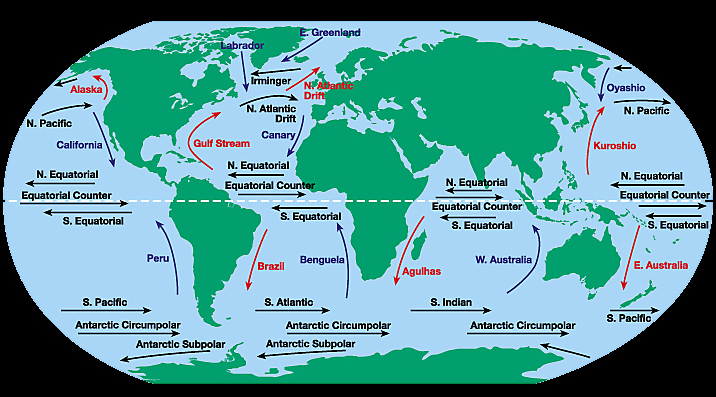 E. Greenland
Labrador
Irminger
Alaska
N. Atlantic
Drift
Oyashio
N. Pacific
N. Atlantic
Drift
N. Pacific
Canary
California
Gulf Stream
Kuroshio
N. Equatorial
N. Equatorial
N. Equatorial
N. Equatorial
Equatorial Counter
Equatorial Counter
Equatorial Counter
Equatorial Counter
S. Equatorial
S. Equatorial
S. Equatorial
S. Equatorial
Peru
Brazil
Benguela
Agulhas
W. Australia
E. Australia
S. Pacific
S. Atlantic
S. Indian
S. Pacific
Antarctic Circumpolar
Antarctic Circumpolar
Antarctic Circumpolar
Antarctic Subpolar
Antarctic Subpolar